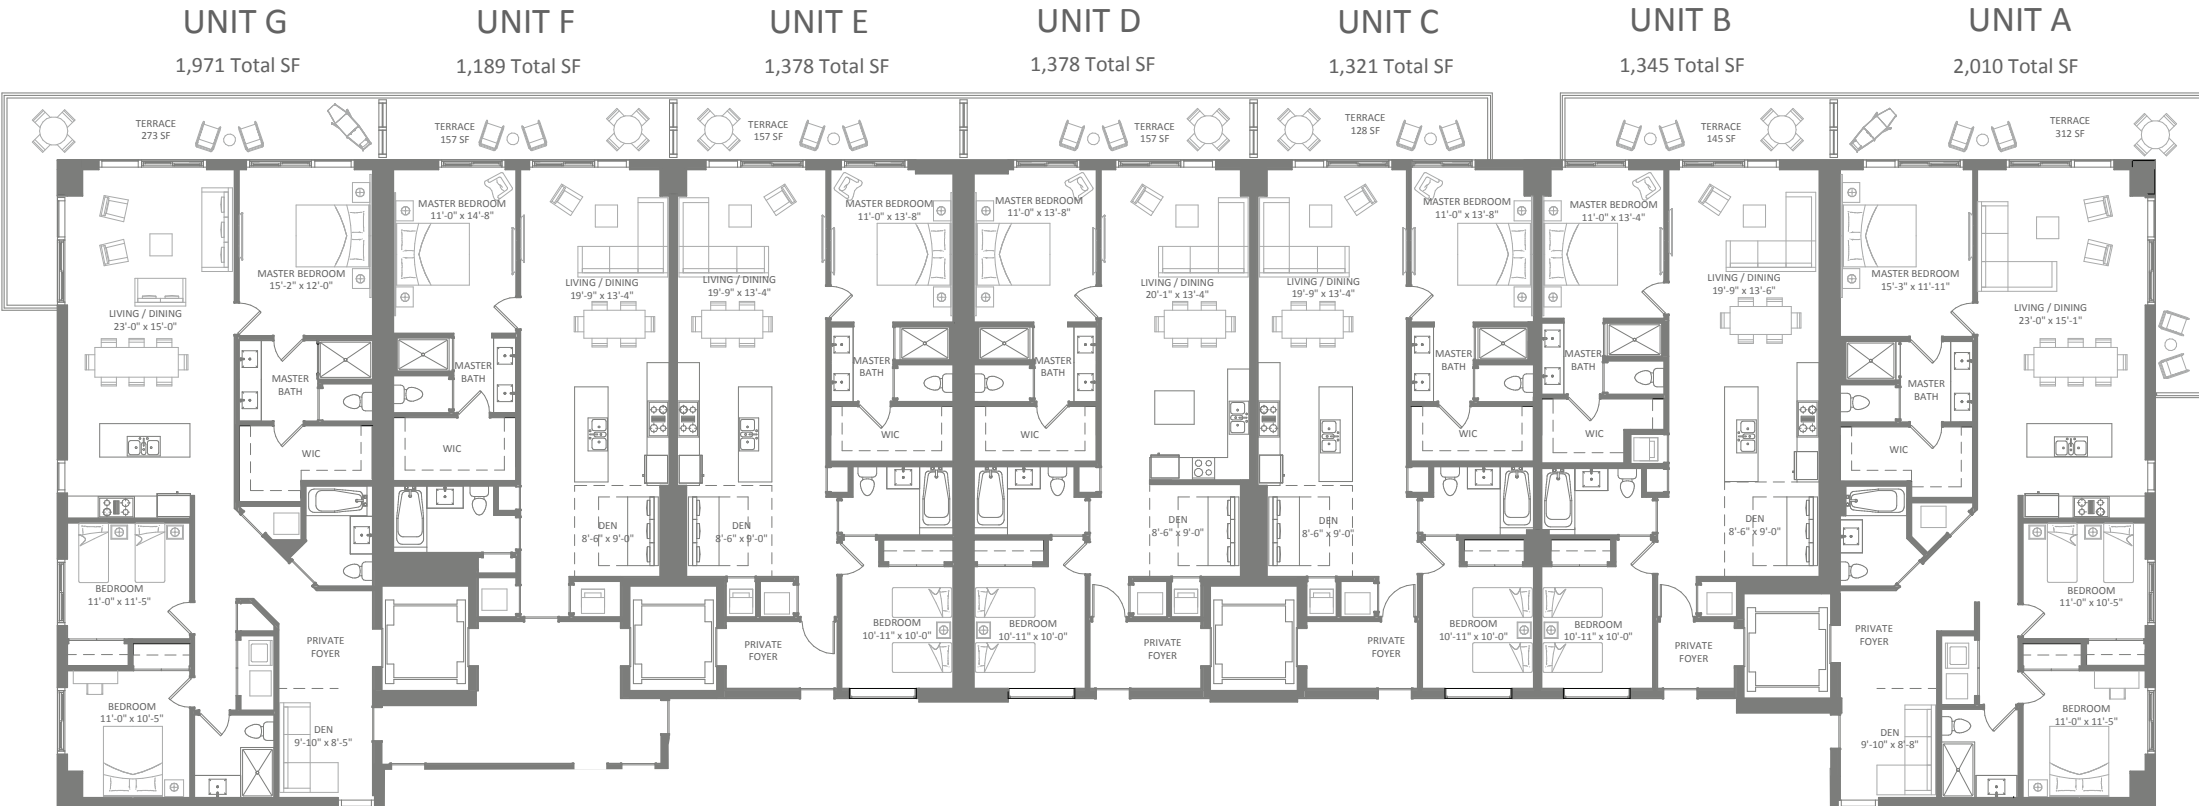 UNIT G
1,971 Total SF
UNIT F
1,189 Total SF
UNIT E
1,378 Total SF
UNIT D
1,378 Total SF
UNIT C
1,321 Total SF
UNIT B
1,345 Total SF
UNIT A
2,010 Total SF
TERRACE
273 SF
MASTER BEDROOM
15'-2" x 12'-0"
LIVING / DINING
23'-0" x 15'-0"
MASTER
BATH
WIC
BEDROOM
11'-0" x 11'-5"
PRIVATE
FOYER
BEDROOM
11'-0" x 10'-5"
DEN
9'-10" x 8'-5"
TERRACE
157 SF
MASTER BEDROOM
11'-0" x 14'-8"
LIVING / DINING
19'-9" x 13'-4"
MASTER
BATH
WIC
DEN
8'-6" x 9'-0"
TERRACE
157 SF
MASTER BEDROOM
11'-0" x 13'-8"
LIVING / DINING
19'-9" x 13'-4"
MASTER
BATH
WIC
DEN
8'-6" x 9'-0"
BEDROOM
10'-11" x 10'-0"
PRIVATE
FOYER
TERRACE
157 SF
MASTER BEDROOM
11'-0" x 13'-8"
LIVING / DINING
20'-1" x 13'-4"
MASTER
BATH
WIC
DEN
8'-6" x 9'-0"
BEDROOM
10'-11" x 10'-0"
PRIVATE
FOYER
TERRACE
128 SF
MASTER BEDROOM
11'-0" x 13'-8"
LIVING / DINING
19'-9" x 13'-4"
MASTER
BATH
WIC
DEN
8'-6" x 9'-0"
BEDROOM
10'-11" x 10'-0"
PRIVATE
FOYER
TERRACE
145 SF
MASTER BEDROOM
11'-0" x 13'-4"
LIVING / DINING
19'-9" x 13'-6"
MASTER
BATH
WIC
DEN
8'-6" x 9'-0"
BEDROOM
10'-11" x 10'-0"
PRIVATE
FOYER
TERRACE
312 SF
MASTER BEDROOM
15'-3" x 11'-11"
LIVING / DINING
23'-0" x 15'-1"
MASTER
BATH
WIC
BEDROOM
11'-0" x 10'-5"
PRIVATE
FOYER
BEDROOM
11'-0" x 11'-5"
DEN
9'-10" x 8'-8"